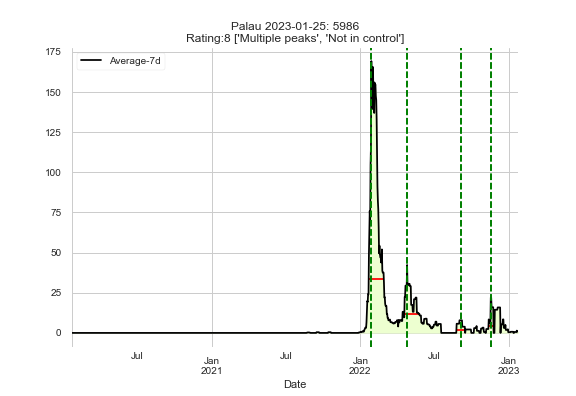 Palau 2023-01-25: 5986
Rating:8 ['Multiple peaks', 'Not in control']
Average-7d
175
150
125
100
75
50
25
0
Jul
Jan
2021
Jul
Jan
2022
Jul
Jan
2023
Date